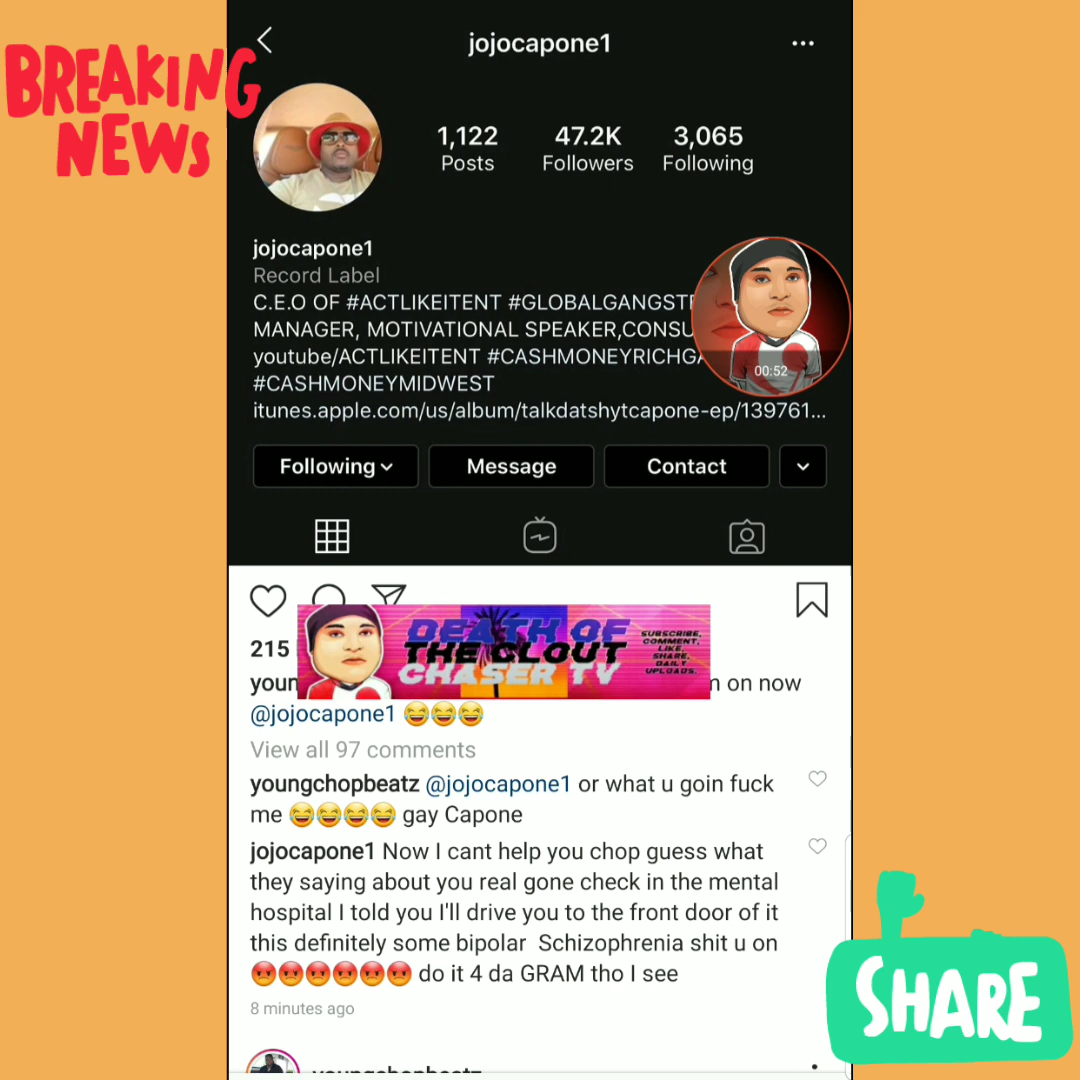 BREAKING
NEWS
jojocapone1
1,122
Posts
47.2K
Followers
3,065
Following
jojocapone1
Record Label
C.E.O OF #ACTLIKEITENT #GLOBALGANGSTE
MANAGER, MOTIVATIONAL SPEAKER,CONSU
youtube/ACTLIKEITENT #CASHMONEYRICHGA
#CASHMONEYMIDWEST
00:52
itunes.apple.com/us/album/talkdatshytcapone-ep/139761...
Following
Message
Contact
215
DEATH OF
THE CLOUT
CHASER TV
SUBSCRIBE,
COMMENT,
LIKE,
SHARE,
DAILY
UPLOADS.
youn
on now
@jojocapone1 😂😂😂
View all 97 comments
youngchopbeatz @jojocapone1 or what u goin fuck
me 😂😂😂😂 gay Capone
jojocapone1 Now I cant help you chop guess what
they saying about you real gone check in the mental
hospital I told you I'll drive you to the front door of it
this definitely some bipolar Schizophrenia shit u on
😡😡😡😡😡😡 do it 4 da GRAM tho I see
8 minutes ago
youngchopbeatz
SHARE